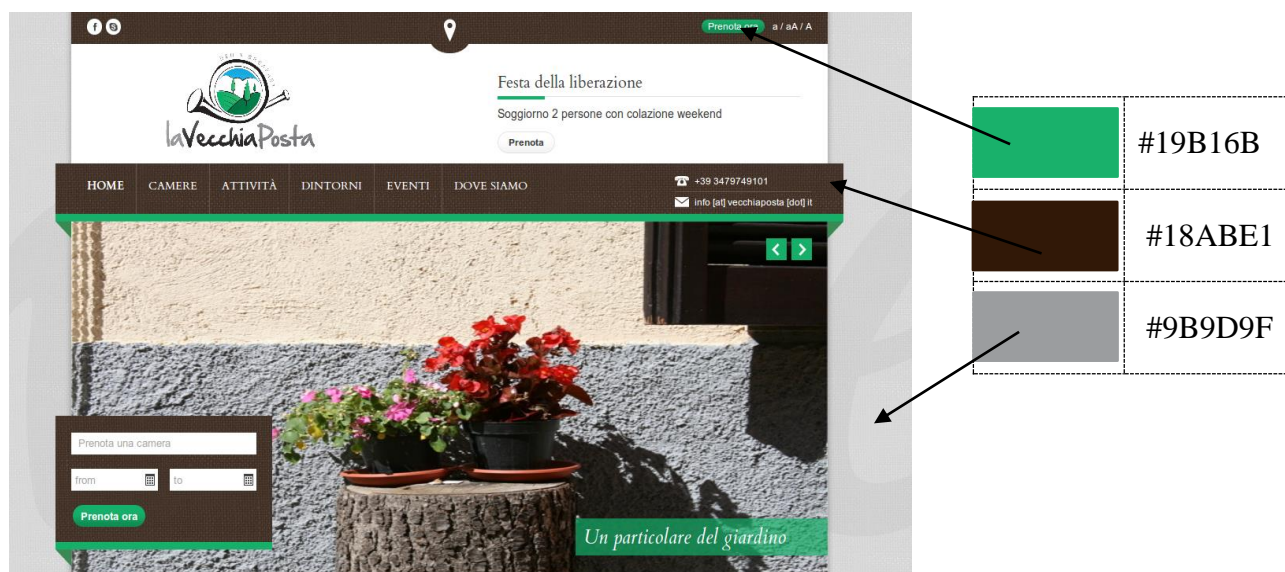 f S
Prenota ora a / aA / A
laVecchiaPosta
Festa della liberazione
Soggiorno 2 persone con colazione weekend
Prenota
HOME CAMERE ATTIVITÀ DINTORNI EVENTI DOVE SIAMO
+39 3479749101
info [at] vecchiaposta [dot] it
< >
Prenota una camera
from to
Prenota ora
Un particolare del giardino
#19B16B
#18ABE1
#9B9D9F